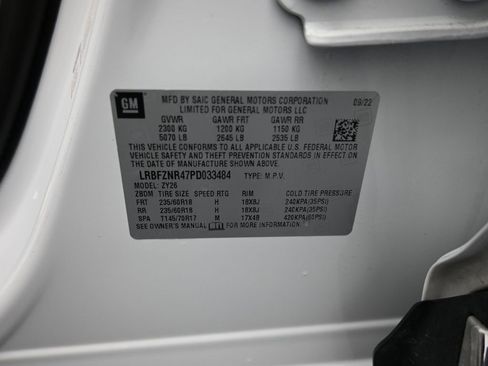 GM
MFD BY SAIC GENERAL MOTORS CORPORATION 09/22
LIMITED FOR GENERAL MOTORS LLC
GVWR GAWR FRT GAWR RR
2300 KG 1200 KG 1150 KG
5070 LB 2645 LB 2535 LB
THIS VEHICLE CONFORMS TO ALL APPLICABLE U.S. FEDERAL
MOTOR VEHICLE SAFETY AND THEFT PREVENTION STANDARDS
IN EFFECT ON THE DATE OF MANUFACTURE SHOWN ABOVE.
LRBFZNR47PD033484 TYPE: M.P.V.
MODEL: ZY26
ZBOM TIRE SIZE SPEED RTG RIM COLD TIRE PRESSURE
FRT 235/60R18 H 18X8J 240KPA(35PSI)
RR 235/60R18 H 18X8J 240KPA(35PSI)
SPA T145/70R17 M 17X4B 420KPA(60PSI)
SEE OWNER'S MANUAL FOR MORE INFORMATION.